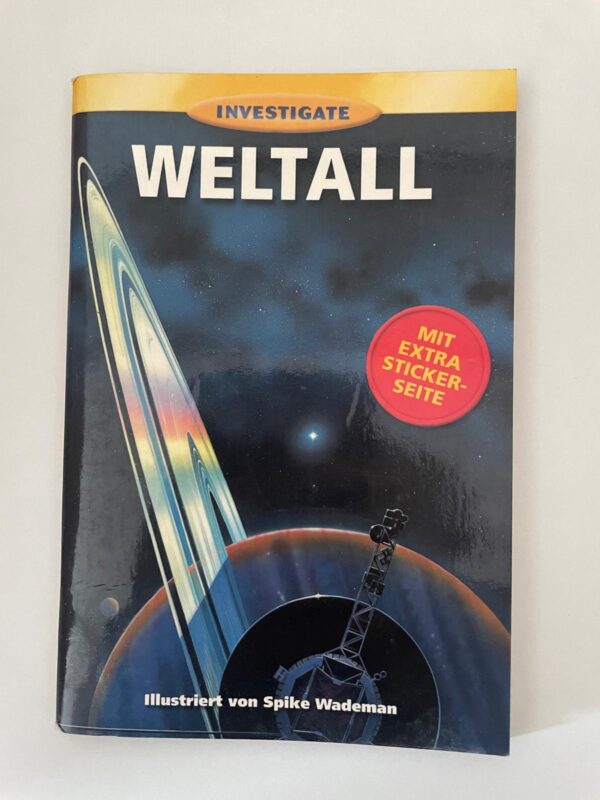 INVESTIGATE
WELTALL
MIT
EXTRA
STICKER-
SEITE
Illustriert von Spike Wademan